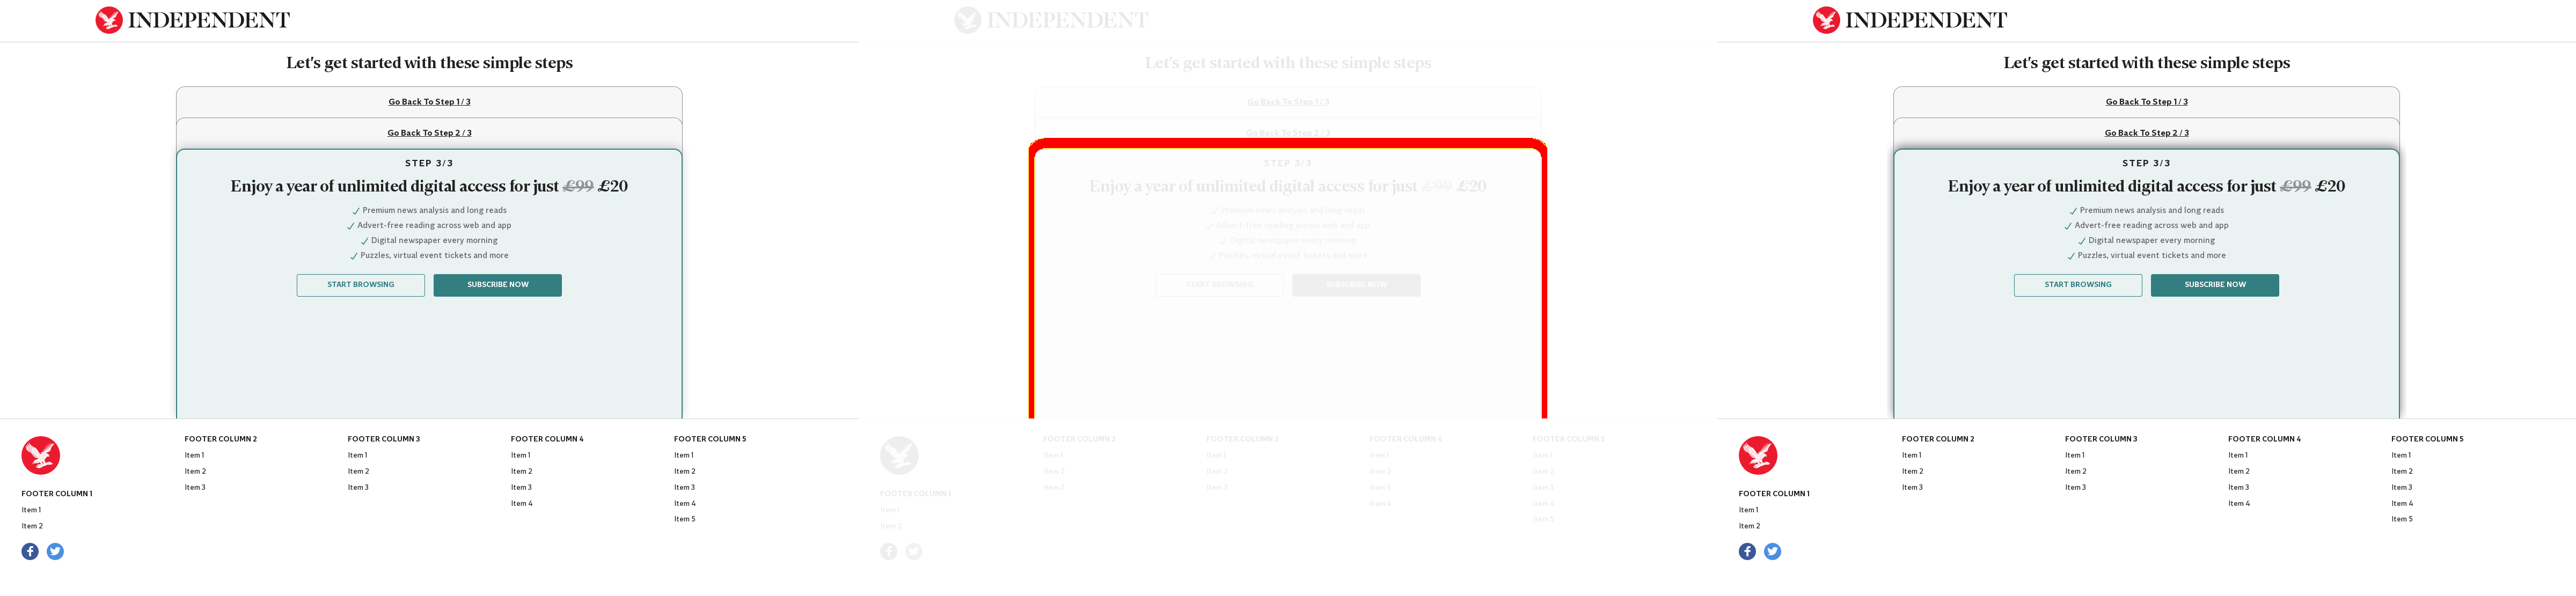 INDEPENDENT
Let's get started with these simple steps
Go Back To Step 1 / 3
Go Back To Step 2 / 3
STEP 3/3
Enjoy a year of unlimited digital access for just £99 £20
Premium news analysis and long reads
Advert-free reading across web and app
Digital newspaper every morning
Puzzles, virtual event tickets and more
START BROWSING
SUBSCRIBE NOW
FOOTER COLUMN 1
Item 1
Item 2
FOOTER COLUMN 2
Item 1
Item 2
Item 3
FOOTER COLUMN 3
Item 1
Item 2
Item 3
FOOTER COLUMN 4
Item 1
Item 2
Item 3
Item 4
FOOTER COLUMN 5
Item 1
Item 2
Item 3
Item 4
Item 5
INDEPENDENT
Let's get started with these simple steps
Go Back To Step 1 / 3
Go Back To Step 2 / 3
STEP 3/3
Enjoy a year of unlimited digital access for just £99 £20
Premium news analysis and long reads
Advert-free reading across web and app
Digital newspaper every morning
Puzzles, virtual event tickets and more
START BROWSING
SUBSCRIBE NOW
FOOTER COLUMN 1
Item 1
Item 2
FOOTER COLUMN 2
Item 1
Item 2
Item 3
FOOTER COLUMN 3
Item 1
Item 2
Item 3
FOOTER COLUMN 4
Item 1
Item 2
Item 3
Item 4
FOOTER COLUMN 5
Item 1
Item 2
Item 3
Item 4
Item 5
INDEPENDENT
Let's get started with these simple steps
Go Back To Step 1 / 3
Go Back To Step 2 / 3
STEP 3/3
Enjoy a year of unlimited digital access for just £99 £20
Premium news analysis and long reads
Advert-free reading across web and app
Digital newspaper every morning
Puzzles, virtual event tickets and more
START BROWSING
SUBSCRIBE NOW
FOOTER COLUMN 1
Item 1
Item 2
FOOTER COLUMN 2
Item 1
Item 2
Item 3
FOOTER COLUMN 3
Item 1
Item 2
Item 3
FOOTER COLUMN 4
Item 1
Item 2
Item 3
Item 4
FOOTER COLUMN 5
Item 1
Item 2
Item 3
Item 4
Item 5